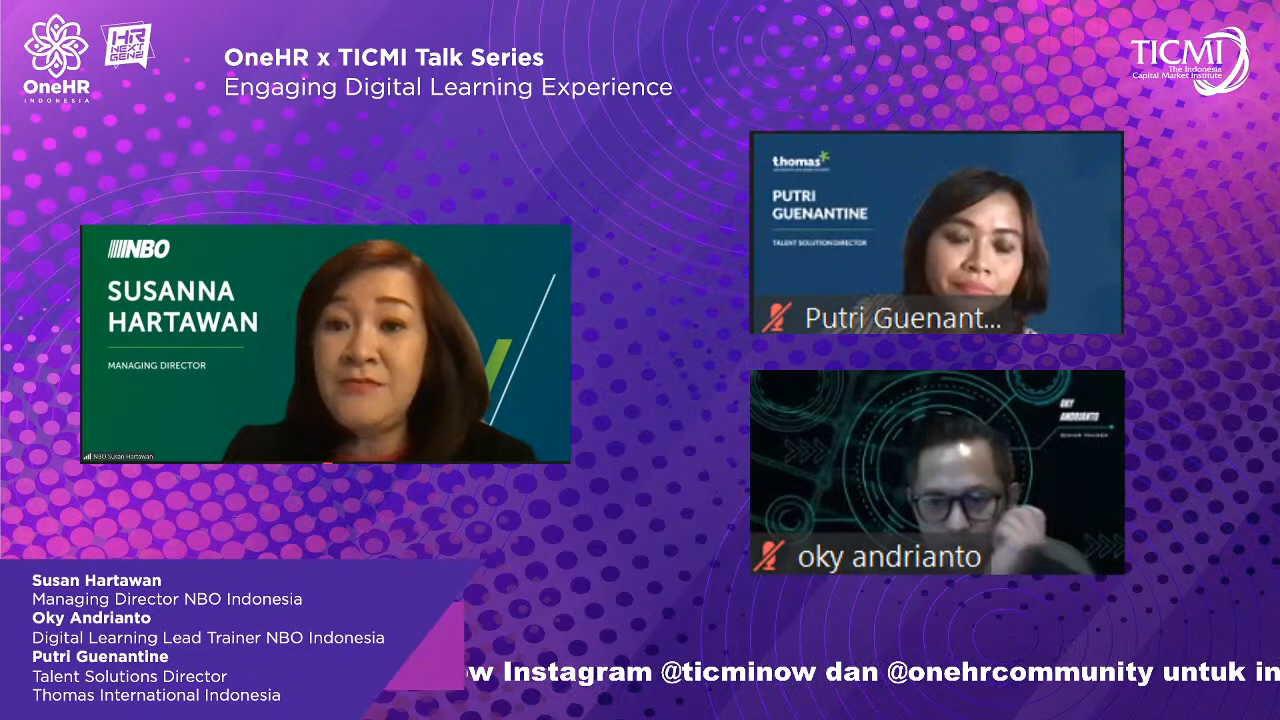 OneHR
INDONESIA
HR
NEXT
GEN
OneHR x TICMI Talk Series
Engaging Digital Learning Experience
TICMI
The Indonesia
Capital Market Institute
NBO
SUSANNA
HARTAWAN
MANAGING DIRECTOR
NBO Susan Hartawan
thomas
PUTRI
GUENANTINE
TALENT SOLUTION DIRECTOR
Putri Guenant...
OKY
ANDRIANTO
SENIOR TRAINER
oky andrianto
Susan Hartawan
Managing Director NBO Indonesia
Oky Andrianto
Digital Learning Lead Trainer NBO Indonesia
Putri Guenantine
Talent Solutions Director
Thomas International Indonesia
ow Instagram @ticminow dan @onehrcommunity untuk in